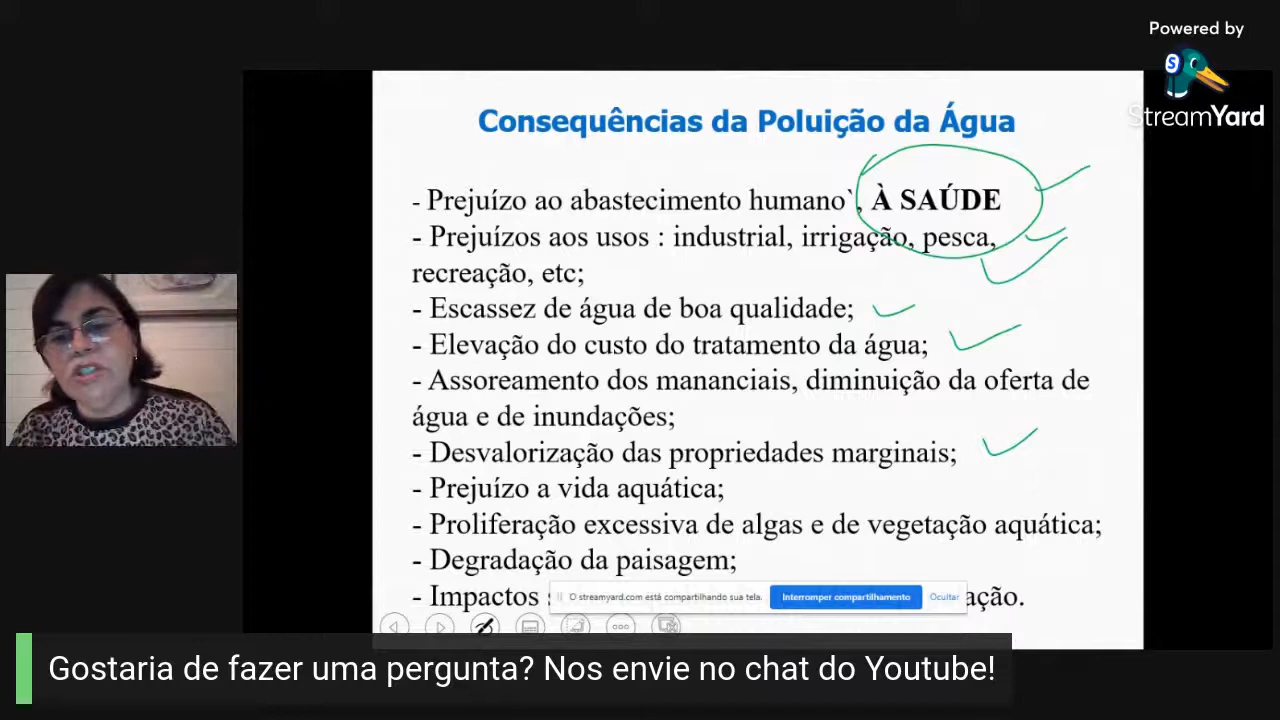 Powered by
StreamYard
Consequências da Poluição da Água
- Prejuízo ao abastecimento humano`, À SAÚDE
- Prejuízos aos usos : industrial, irrigação, pesca,
recreação, etc;
- Escassez de água de boa qualidade;
- Elevação do custo do tratamento da água;
- Assoreamento dos mananciais, diminuição da oferta de
água e de inundações;
- Desvalorização das propriedades marginais;
- Prejuízo a vida aquática;
- Proliferação excessiva de algas e de vegetação aquática;
- Degradação da paisagem;
- Impactos
O streamyard.com está compartilhando sua tela. Interromper compartilhamento Ocultar
Gostaria de fazer uma pergunta? Nos envie no chat do Youtube!